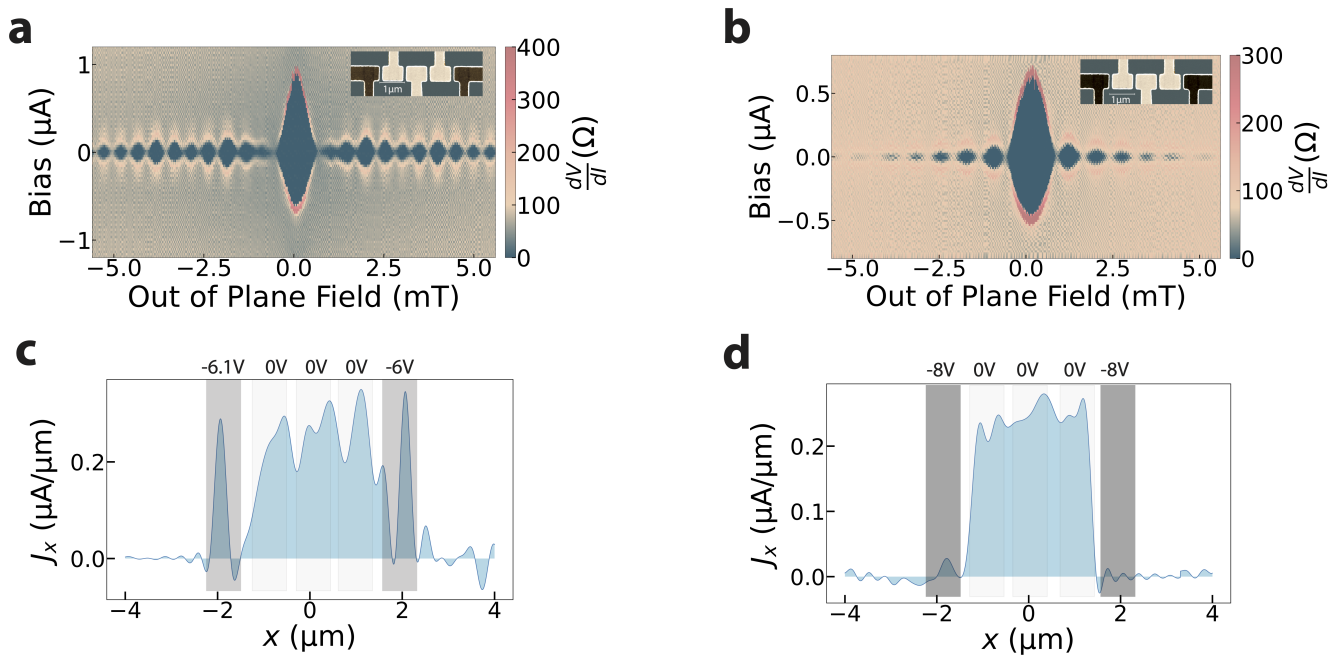 a
b
1
0
−1
Bias (μA)
−5.0 −2.5 0.0 2.5 5.0
Out of Plane Field (mT)
1μm
400
300
200
100
0
dV/dI (Ω)
0.5
0.0
−0.5
Bias (μA)
−5.0 −2.5 0.0 2.5 5.0
Out of Plane Field (mT)
1μm
300
200
100
0
dV/dI (Ω)
c
-6.1V 0V 0V 0V -6V
0.2
0.0
Jx (μA/μm)
−4 −2 0 2 4
x (μm)
d
-8V 0V 0V 0V -8V
0.2
0.1
0.0
Jx (μA/μm)
−4 −2 0 2 4
x (μm)